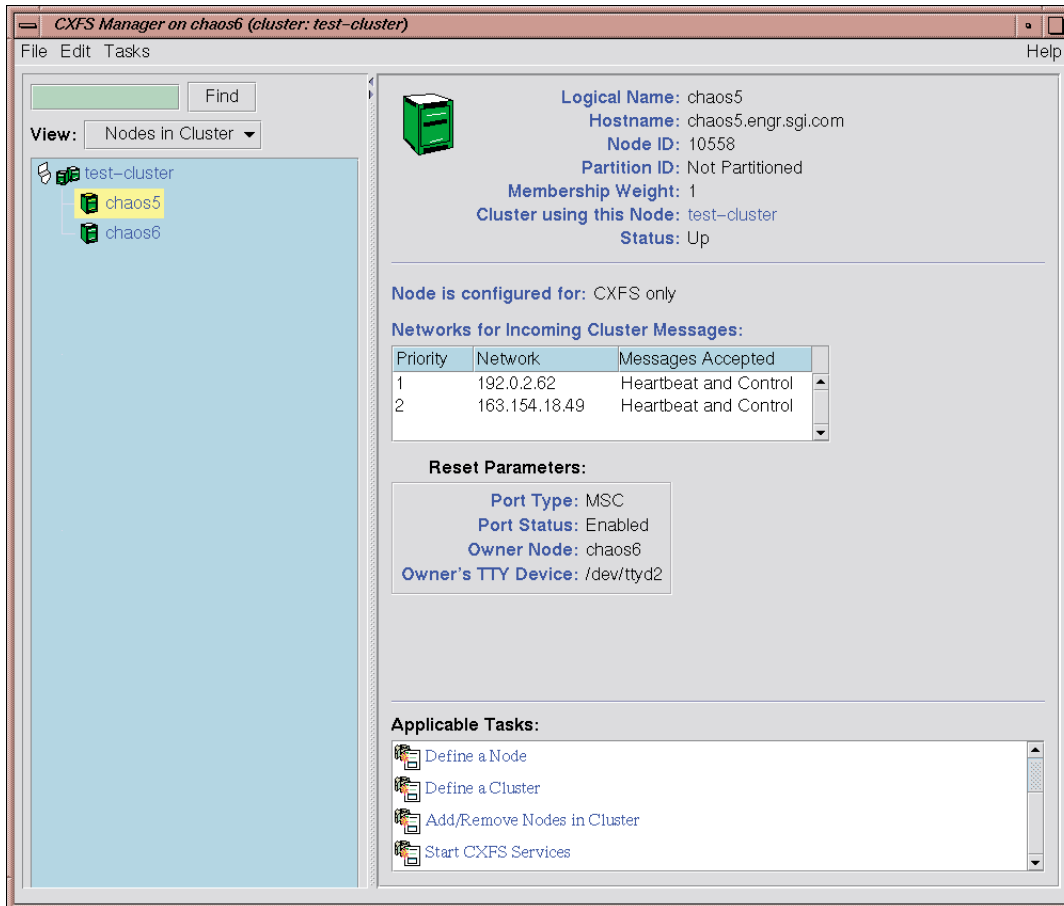 CXFS Manager on chaos6 (cluster: test-cluster)
File Edit Tasks Help
Find
View: Nodes in Cluster
test-cluster
chaos5
chaos6
Logical Name: chaos5
Hostname: chaos5.engr.sgi.com
Node ID: 10558
Partition ID: Not Partitioned
Membership Weight: 1
Cluster using this Node: test-cluster
Status: Up
Node is configured for: CXFS only
Networks for Incoming Cluster Messages:
Priority Network Messages Accepted
1 192.0.2.62 Heartbeat and Control
2 163.154.18.49 Heartbeat and Control
Reset Parameters:
Port Type: MSC
Port Status: Enabled
Owner Node: chaos6
Owner's TTY Device: /dev/ttyd2
Applicable Tasks:
Define a Node
Define a Cluster
Add/Remove Nodes in Cluster
Start CXFS Services